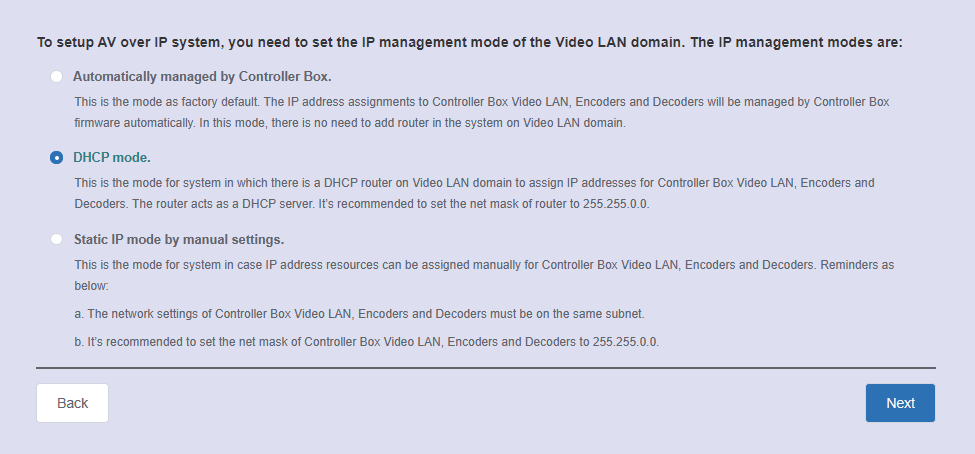 To setup AV over IP system, you need to set the IP management mode of the Video LAN domain. The IP management modes are:
Automatically managed by Controller Box.
This is the mode as factory default. The IP address assignments to Controller Box Video LAN, Encoders and Decoders will be managed by Controller Box
firmware automatically. In this mode, there is no need to add router in the system on Video LAN domain.
DHCP mode.
This is the mode for system in which there is a DHCP router on Video LAN domain to assign IP addresses for Controller Box Video LAN, Encoders and
Decoders. The router acts as a DHCP server. It's recommended to set the net mask of router to 255.255.0.0.
Static IP mode by manual settings.
This is the mode for system in case IP address resources can be assigned manually for Controller Box Video LAN, Encoders and Decoders. Reminders as
below:
a. The network settings of Controller Box Video LAN, Encoders and Decoders must be on the same subnet.
b. It's recommended to set the net mask of Controller Box Video LAN, Encoders and Decoders to 255.255.0.0.
Back
Next